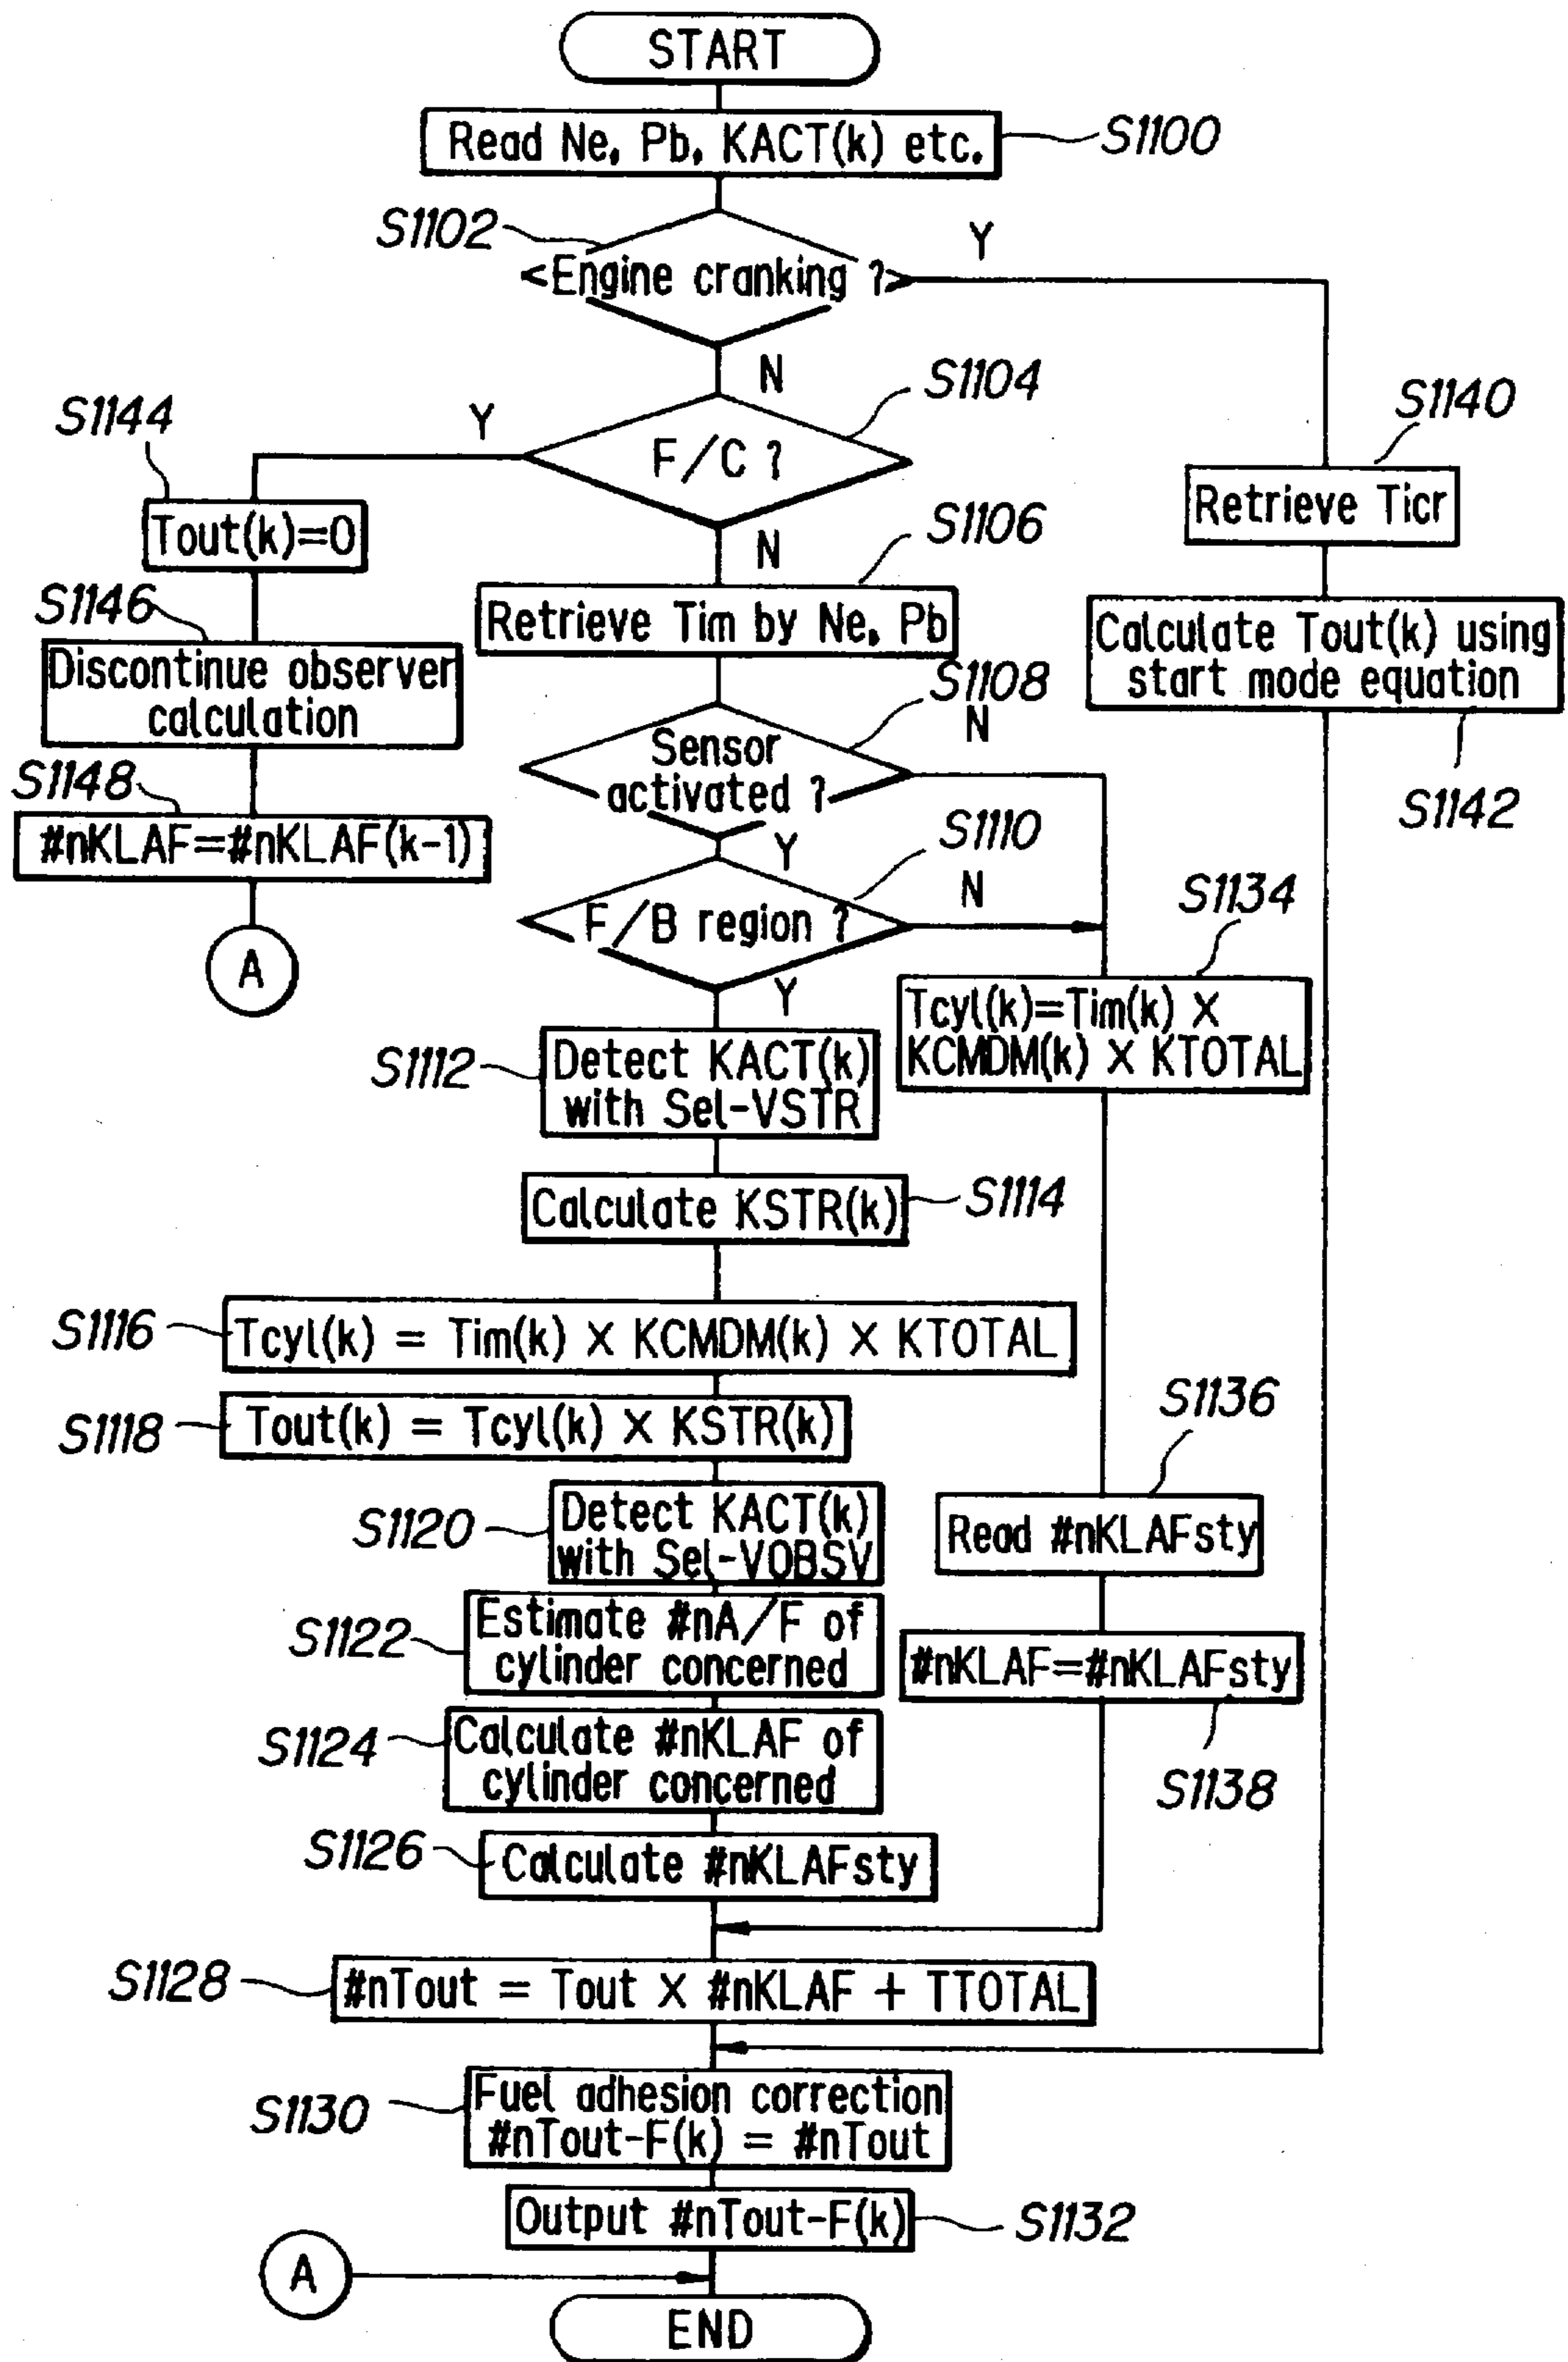 START
Read Ne, Pb, KACT(k) etc.
S1100
S1102
<Engine cranking ?>
Y
N
S1104
F/C ?
Y
N
S1144
Tout(k)=0
S1146
Discontinue observer
calculation
S1148
#nKLAF=#nKLAF(k-1)
A
S1106
Retrieve Tim by Ne, Pb
S1140
Retrieve Ticr
Calculate Tout(k) using
start mode equation
S1142
S1108
Sensor
activated ?
N
Y
S1110
F/B region ?
N
Y
S1134
Tcyl(k)=Tim(k) X
KCMDM(k) X KTOTAL
S1112
Detect KACT(k)
with Sel-VSTR
Calculate KSTR(k)
S1114
S1116
Tcyl(k) = Tim(k) X KCMDM(k) X KTOTAL
S1118
Tout(k) = Tcyl(k) X KSTR(k)
S1120
Detect KACT(k)
with Sel-VOBSV
S1136
Read #nKLAFsty
S1122
Estimate #nA/F of
cylinder concerned
#nKLAF=#nKLAFsty
S1138
S1124
Calculate #nKLAF of
cylinder concerned
S1126
Calculate #nKLAFsty
S1128
#nTout = Tout X #nKLAF + TTOTAL
S1130
Fuel adhesion correction
#nTout-F(k) = #nTout
Output #nTout-F(k)
S1132
A
END